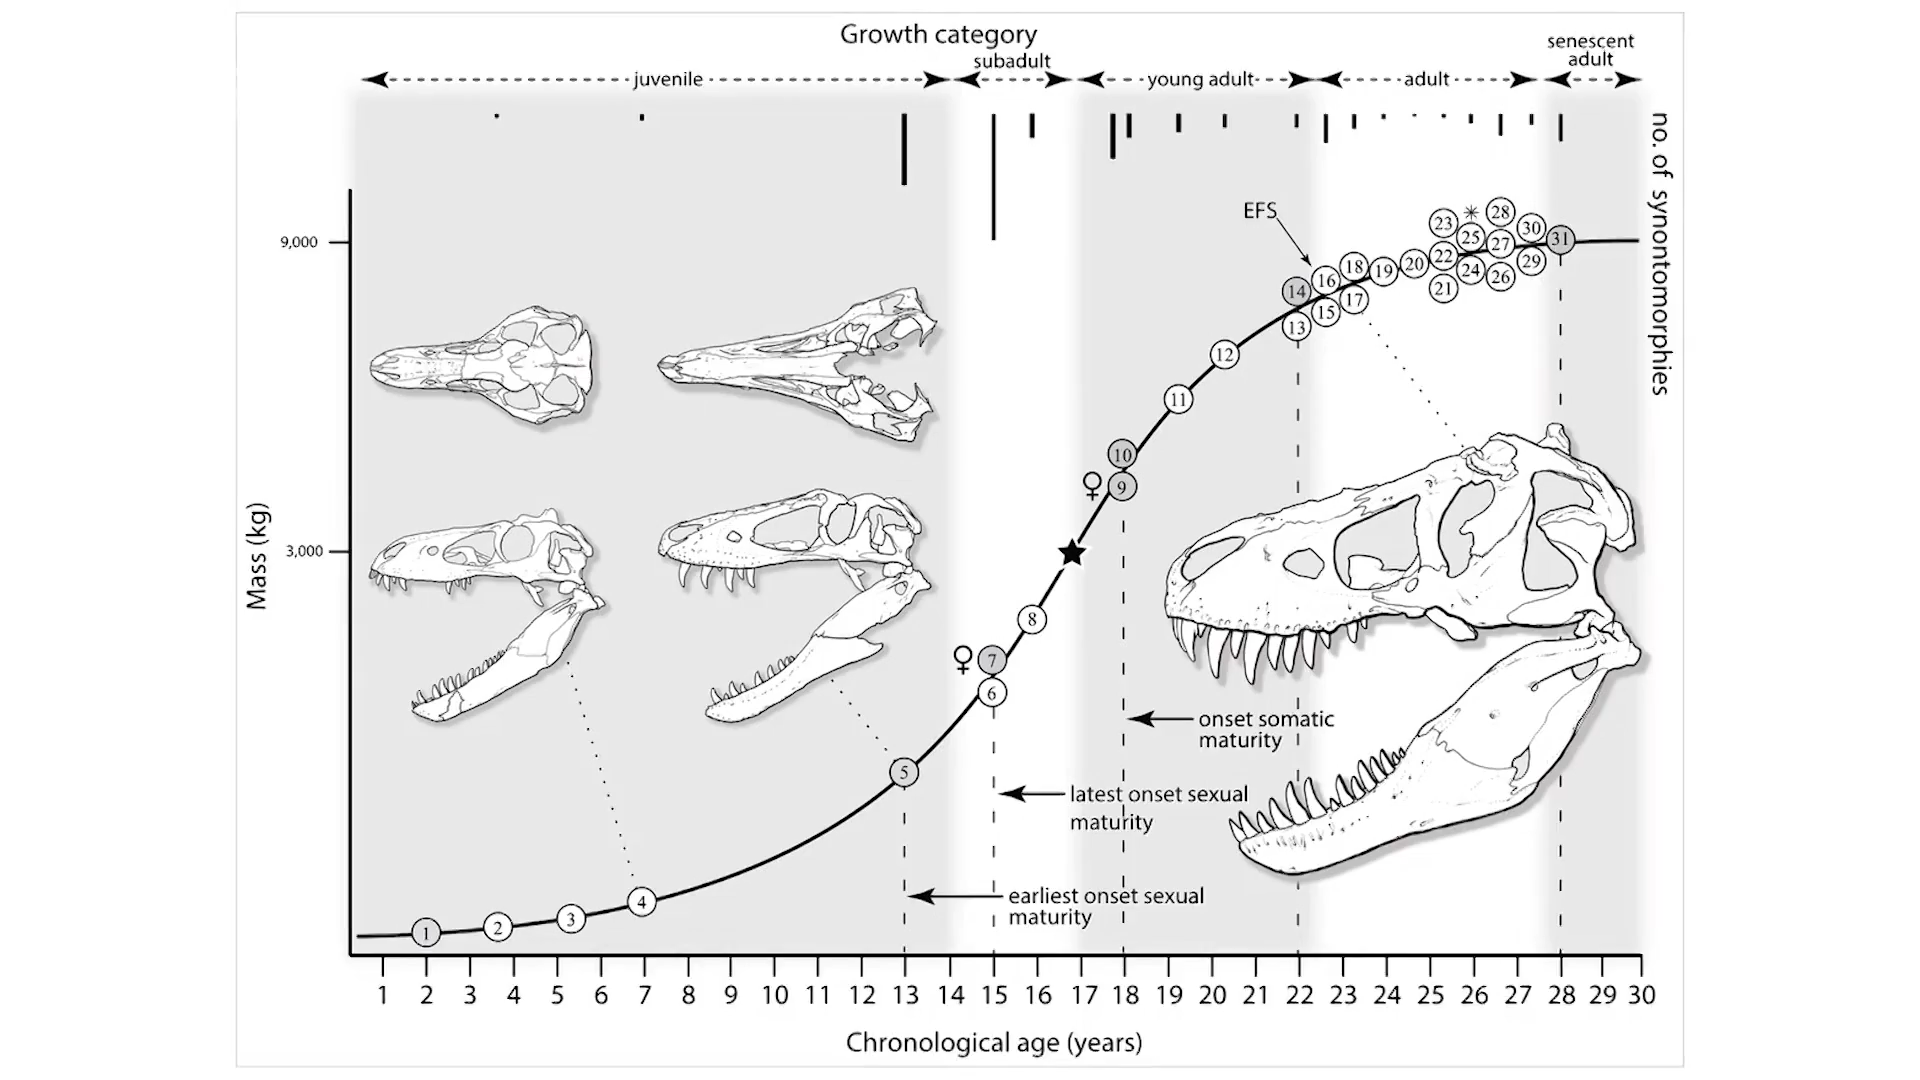 Growth category
juvenile
subadult
young adult
adult
senescent
adult
no. of synontomorphies
Mass (kg)
9,000
3,000
EFS
23
28
25
30
22
27
31
18
20
24
29
16
19
26
14
17
21
15
13
12
11
10
♀ 9
★
8
♀ 7
6
5
4
3
2
1
onset somatic
maturity
latest onset sexual
maturity
earliest onset sexual
maturity
1 2 3 4 5 6 7 8 9 10 11 12 13 14 15 16 17 18 19 20 21 22 23 24 25 26 27 28 29 30
Chronological age (years)